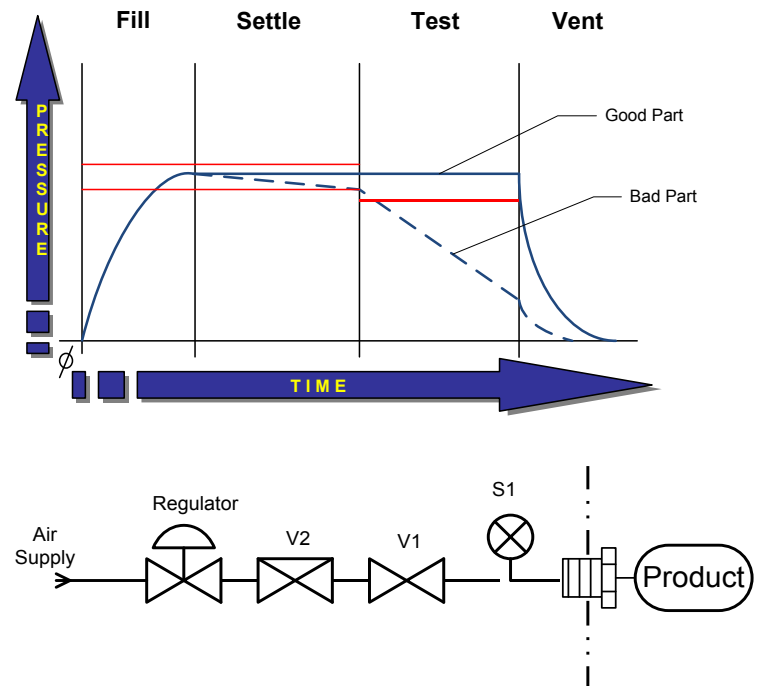 Fill Settle Test Vent
PRESSURE
Good Part
Bad Part
ϕ
TIME
S1
Regulator
V2
V1
Air
Supply
Product